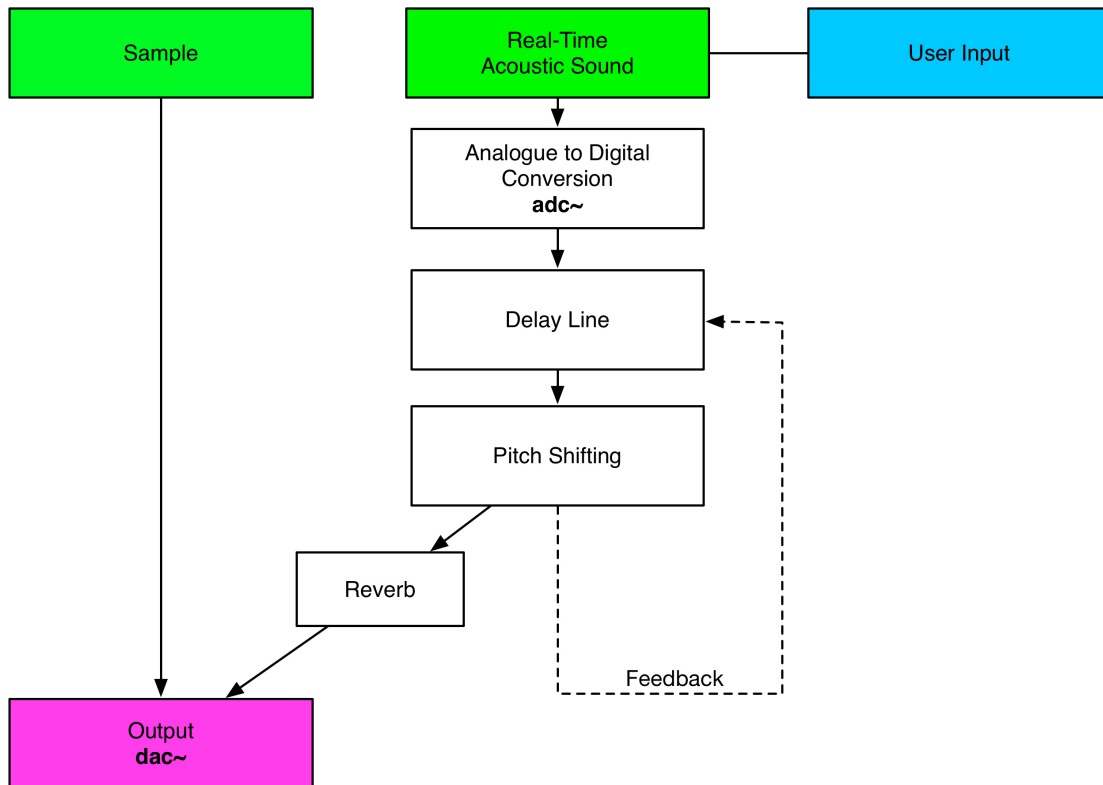 Sample
Real-Time
Acoustic Sound
User Input
Analogue to Digital
Conversion
adc~
Delay Line
Pitch Shifting
Reverb
Feedback
Output
dac~